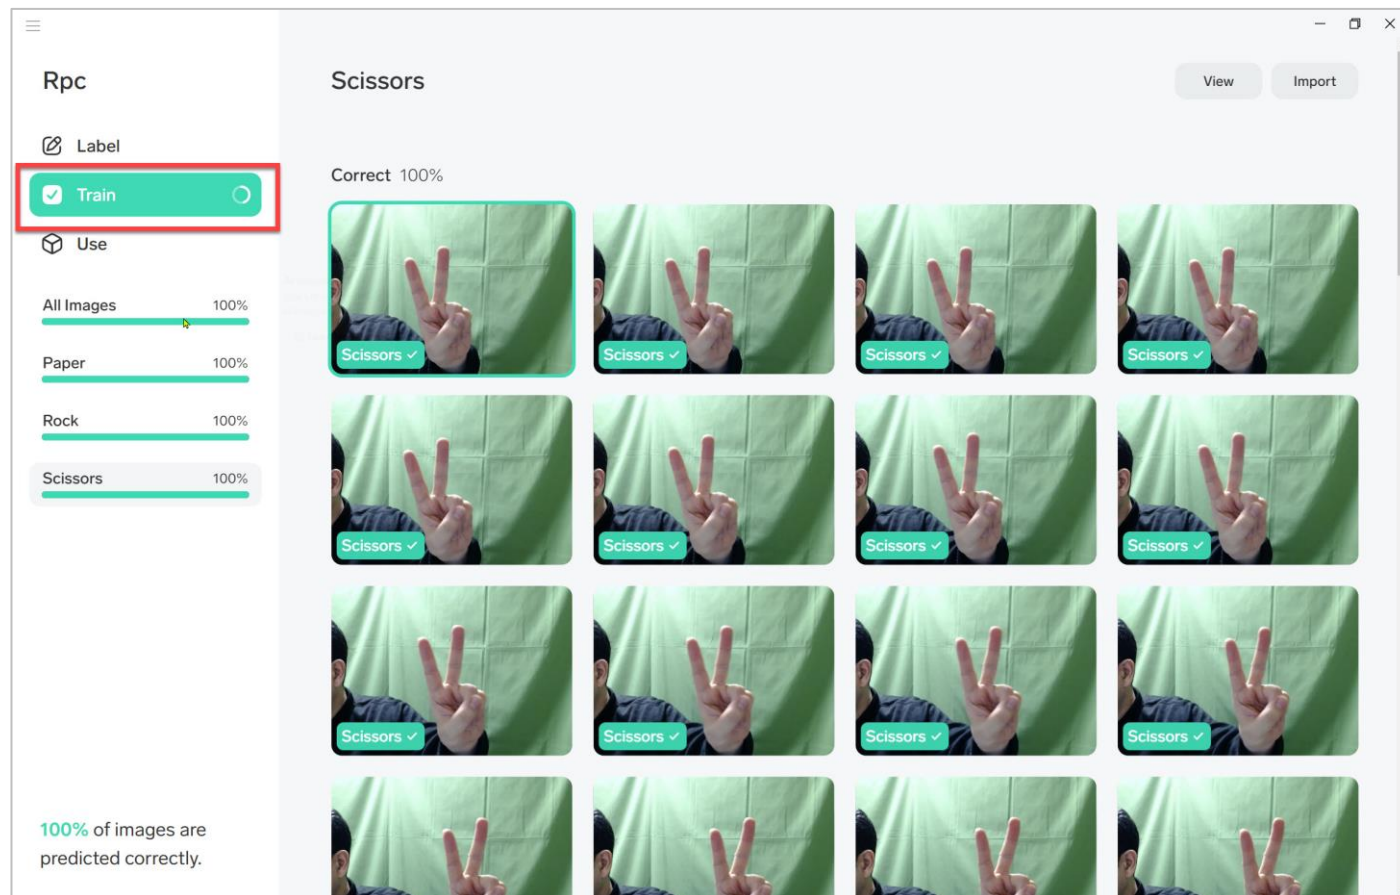 Rpc
Label
Train
Use
All Images 100%
Paper 100%
Rock 100%
Scissors 100%
100% of images are
predicted correctly.
Scissors
View Import
Correct 100%
Scissors Scissors Scissors Scissors
Scissors Scissors Scissors Scissors
Scissors Scissors Scissors Scissors